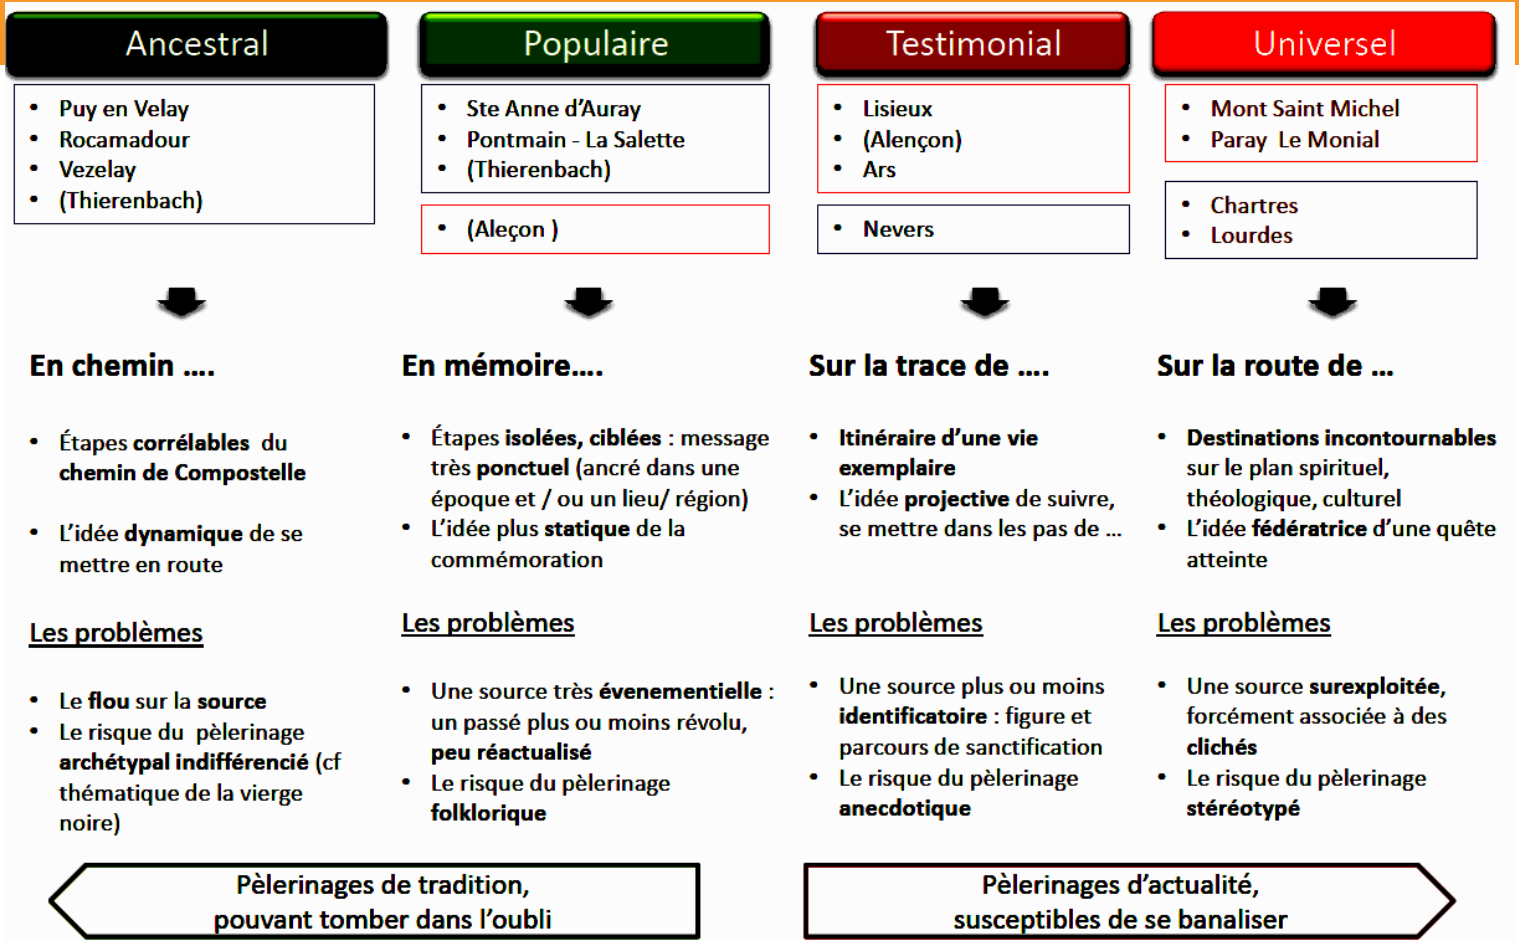 Ancestral
• Puy en Velay
• Rocamadour
• Vezelay
• (Thierenbach)
En chemin ....
• Étapes corrélables du
chemin de Compostelle
• L'idée dynamique de se
mettre en route
Les problèmes
• Le flou sur la source
• Le risque du pèlerinage
archétypal indifférencié (cf
thématique de la vierge
noire)
Populaire
• Ste Anne d'Auray
• Pontmain - La Salette
• (Thierenbach)
• (Aleçon )
En mémoire....
• Étapes isolées, ciblées : message
très ponctuel (ancré dans une
époque et / ou un lieu/ région)
• L'idée plus statique de la
commémoration
Les problèmes
• Une source très évenementielle :
un passé plus ou moins révolu,
peu réactualisé
• Le risque du pèlerinage
folklorique
Testimonial
• Lisieux
• (Alençon)
• Ars
• Nevers
Sur la trace de ....
• Itinéraire d'une vie
exemplaire
• L'idée projective de suivre,
se mettre dans les pas de ...
Les problèmes
• Une source plus ou moins
identificatoire : figure et
parcours de sanctification
• Le risque du pèlerinage
anecdotique
Universel
• Mont Saint Michel
• Paray Le Monial
• Chartres
• Lourdes
Sur la route de ...
• Destinations incontournables
sur le plan spirituel,
théologique, culturel
• L'idée fédératrice d'une quête
atteinte
Les problèmes
• Une source surexploitée,
forcément associée à des
clichés
• Le risque du pèlerinage
stéréotypé
Pèlerinages de tradition,
pouvant tomber dans l'oubli
Pèlerinages d'actualité,
susceptibles de se banaliser